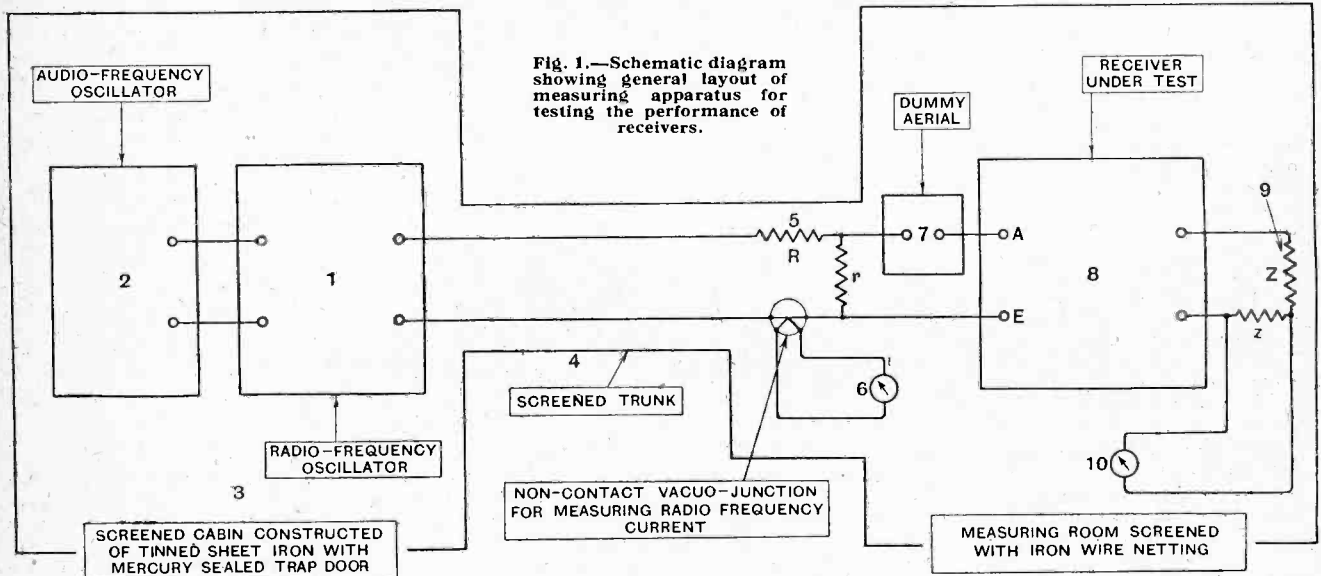 Fig. 1.—Schematic diagram
showing general layout of
measuring apparatus for
testing the performance of
receivers.
AUDIO-FREQUENCY
OSCILLATOR
RECEIVER
UNDER TEST
DUMMY
AERIAL
2
1
5
R
r
7
A
E
8
9
Z
z
4
6
10
SCREENED TRUNK
RADIO-FREQUENCY
OSCILLATOR
3
NON-CONTACT VACUO-JUNCTION
FOR MEASURING RADIO FREQUENCY
CURRENT
SCREENED CABIN CONSTRUCTED
OF TINNED SHEET IRON WITH
MERCURY SEALED TRAP DOOR
MEASURING ROOM SCREENED
WITH IRON WIRE NETTING